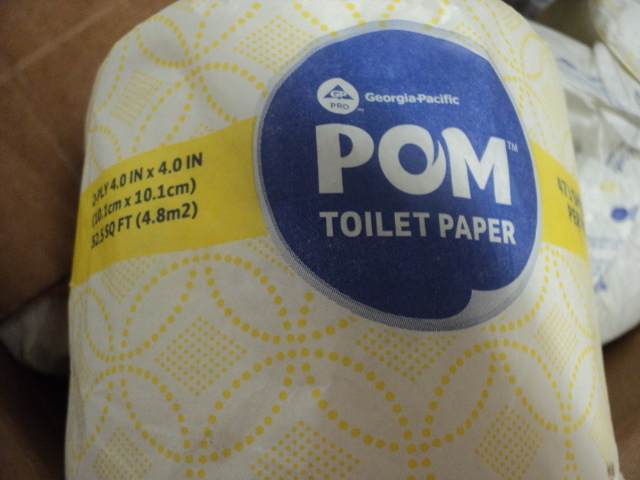 GP
PRO
Georgia-Pacific
POM™
TOILET PAPER
2-PLY 4.0 IN x 4.0 IN
(10.1cm x 10.1cm)
52.5 SQ FT (4.8m2)